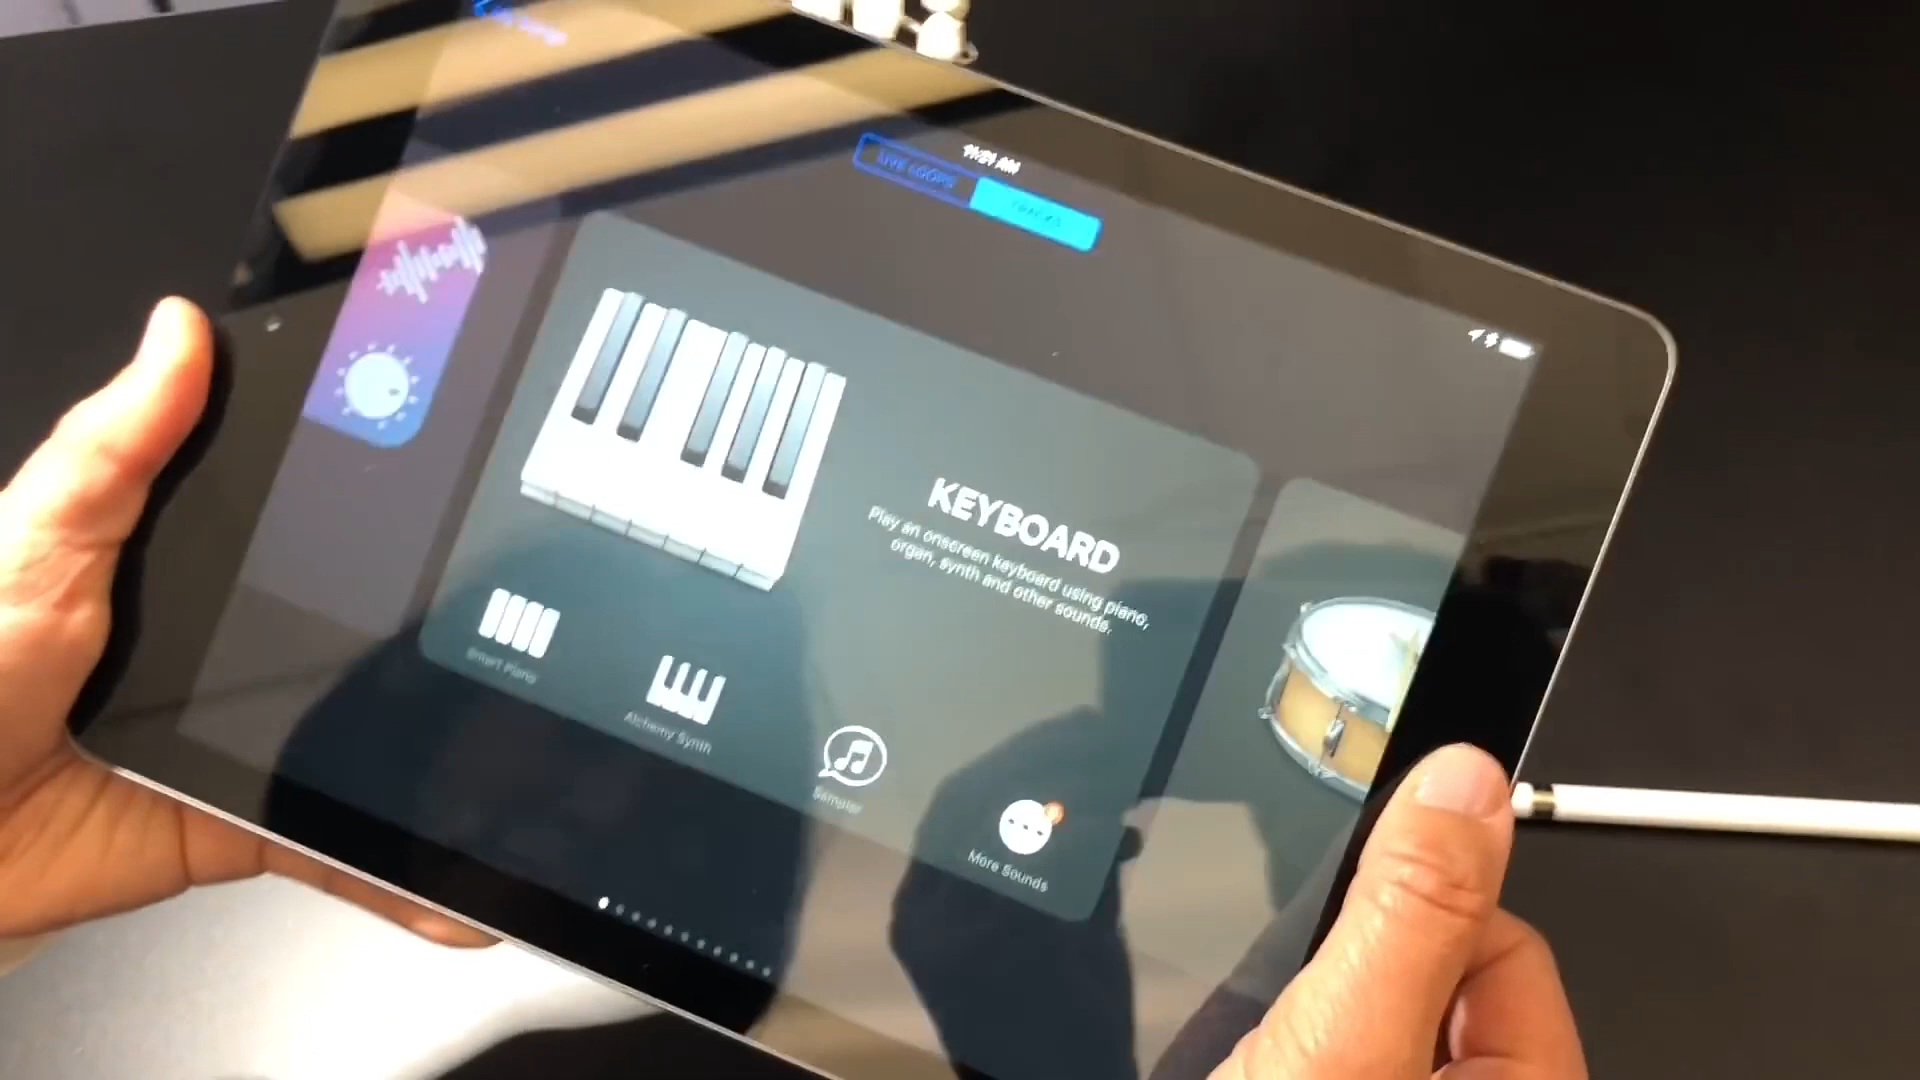 11:21 AM
LIVE LOOPS
TRACKS
KEYBOARD
Play an onscreen keyboard using piano,
organ, synth and other sounds.
Smart Piano
Alchemy Synth
Sampler
More Sounds